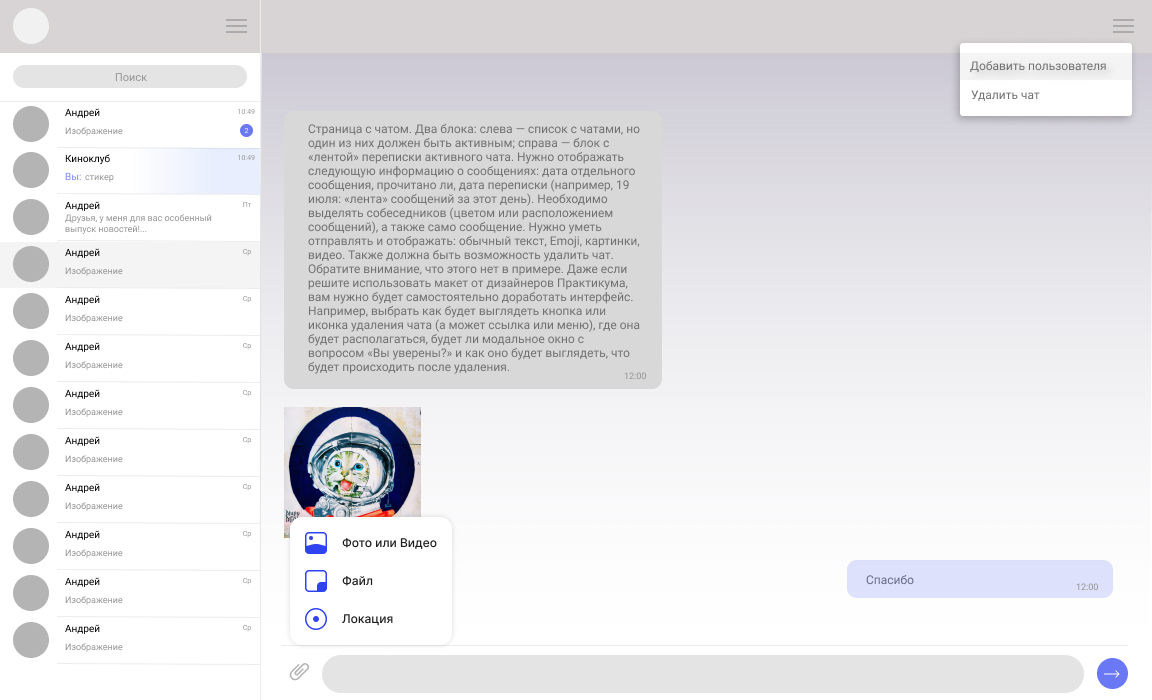 Поиск
Андрей
10:49
Изображение
2
Киноклуб
10:49
Вы: стикер
Андрей
Пт
Друзья, у меня для вас особенный
выпуск новостей!...
Андрей
Ср
Изображение
Андрей
Ср
Изображение
Андрей
Ср
Изображение
Андрей
Ср
Изображение
Андрей
Ср
Изображение
Андрей
Ср
Изображение
Андрей
Ср
Изображение
Андрей
Ср
Изображение
Андрей
Ср
Изображение
Добавить пользователя
Удалить чат
Страница с чатом. Два блока: слева — список с чатами, но
один из них должен быть активным; справа — блок с
«лентой» переписки активного чата. Нужно отображать
следующую информацию о сообщениях: дата отдельного
сообщения, прочитано ли, дата переписки (например, 19
июля: «лента» сообщений за этот день). Необходимо
выделять собеседников (цветом или расположением
сообщений), а также само сообщение. Нужно уметь
отправлять и отображать: обычный текст, Emoji, картинки,
видео. Также должна быть возможность удалить чат.
Обратите внимание, что этого нет в примере. Даже если
решите использовать макет от дизайнеров Практикума,
вам нужно будет самостоятельно доработать интерфейс.
Например, выбрать как будет выглядеть кнопка или
иконка удаления чата (а может ссылка или меню), где она
будет располагаться, будет ли модальное окно с
вопросом «Вы уверены?» и как оно будет выглядеть, что
будет происходить после удаления.
12:00
Фото или Видео
Файл
Локация
Спасибо
12:00